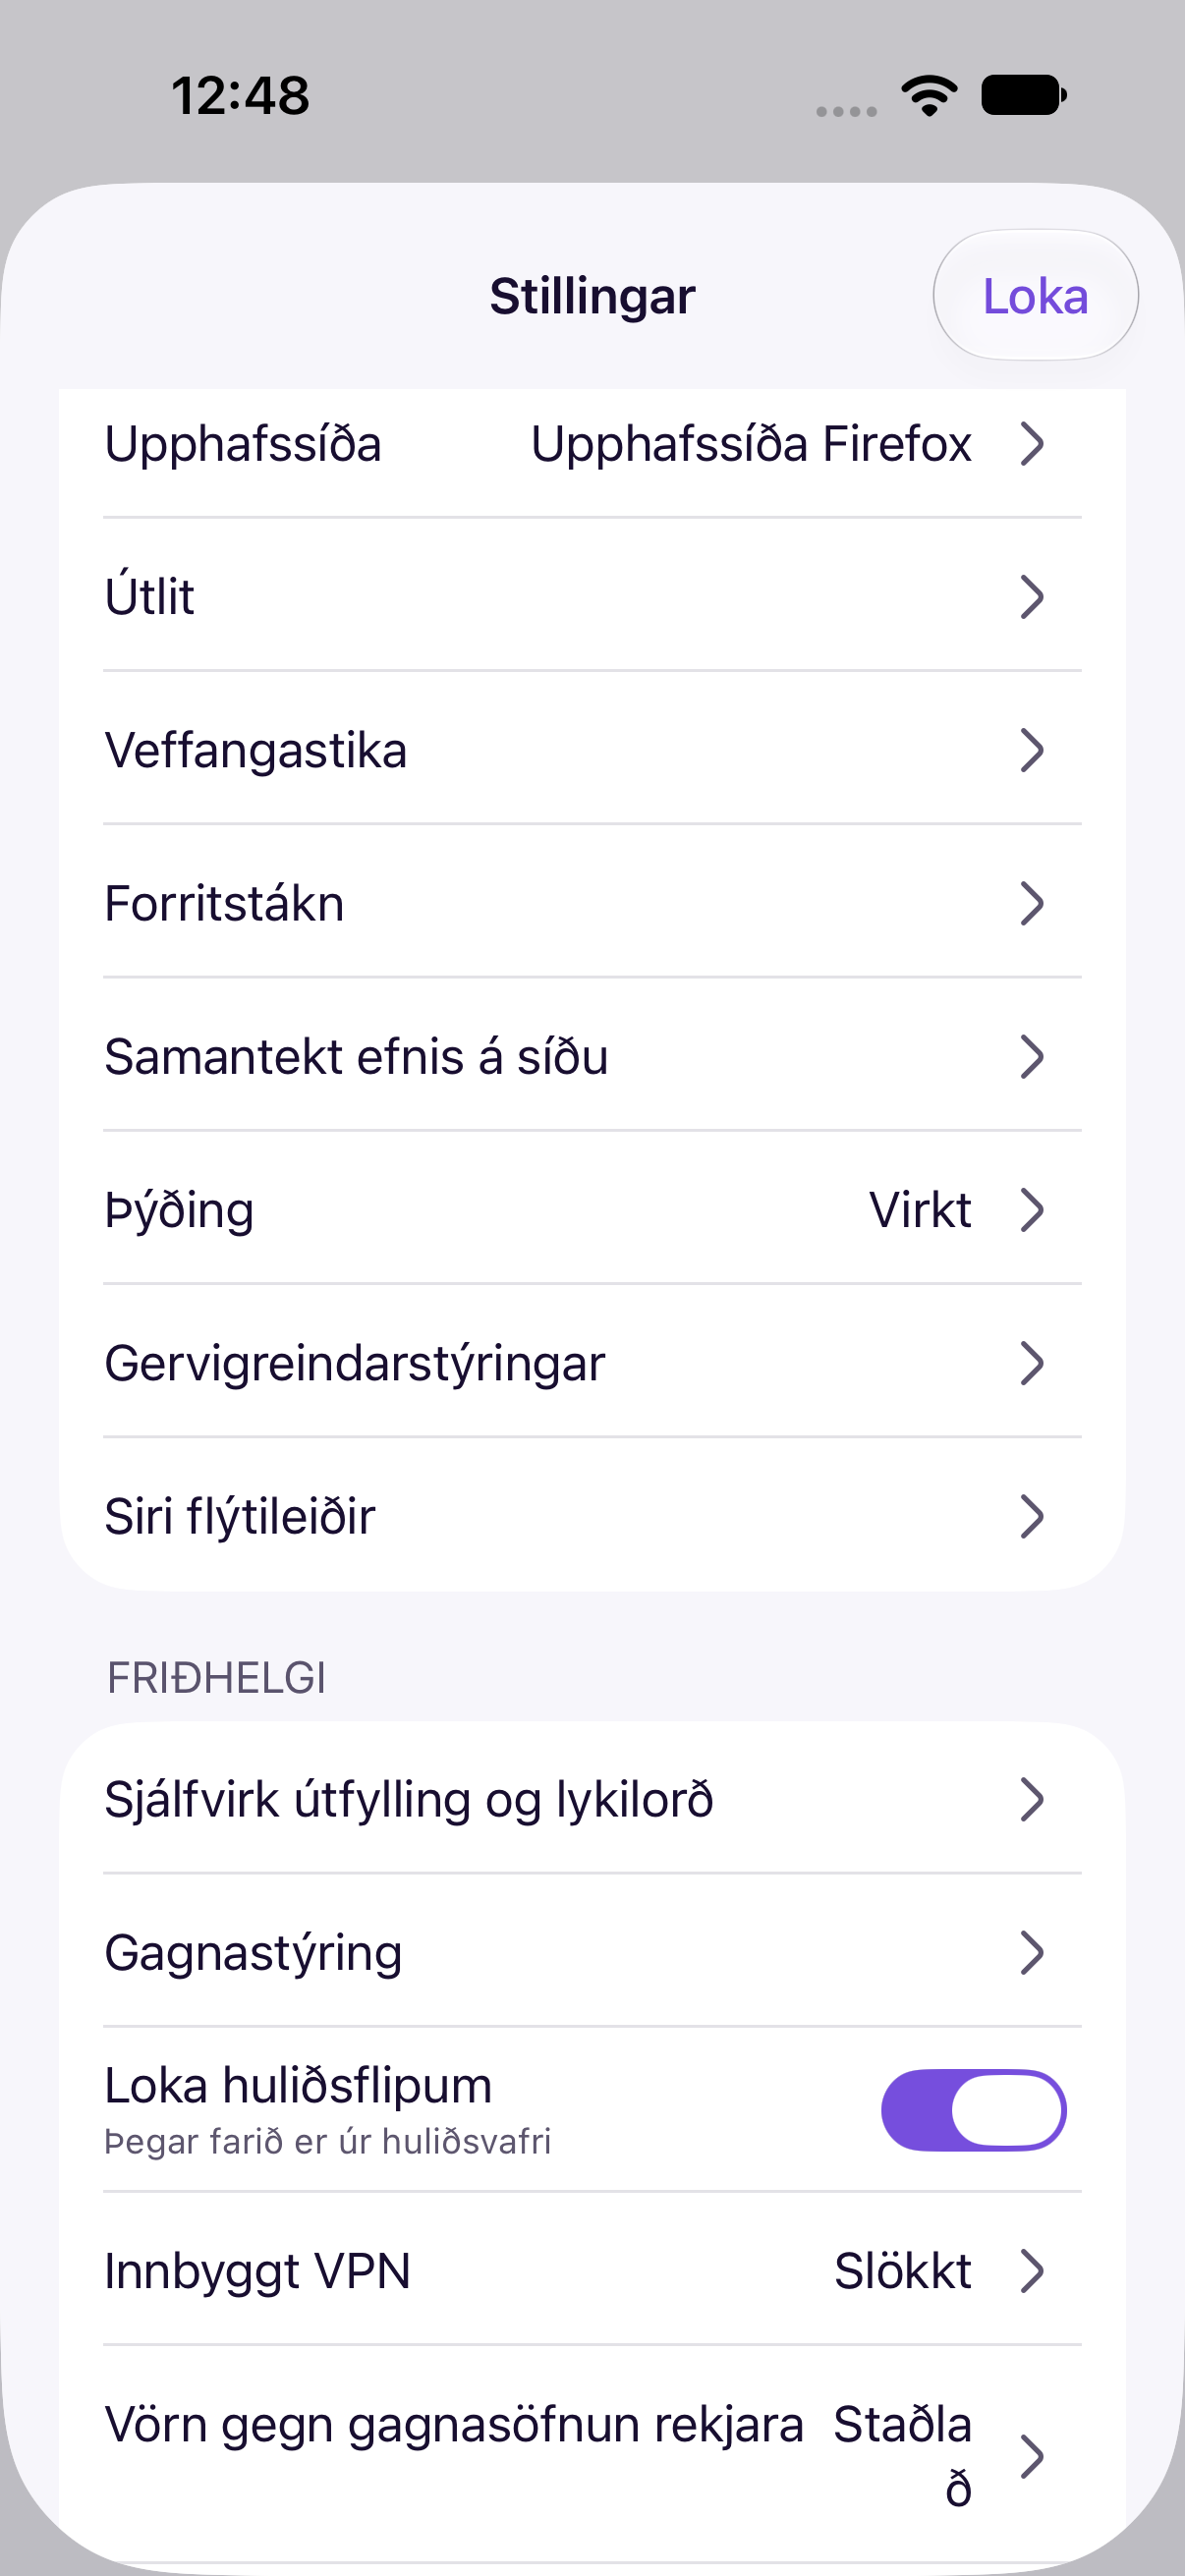 12:48
Stillingar
Loka
Upphafssíða Upphafssíða Firefox
Útlit
Veffangastika
Forritstákn
Samantekt efnis á síðu
Þýðing Virkt
Gervigreindarstýringar
Siri flýtileiðir
FRIÐHELGI
Sjálfvirk útfylling og lykilorð
Gagnastýring
Loka huliðsflipum
Þegar farið er úr huliðsvafri
Innbyggt VPN Slökkt
Vörn gegn gagnasöfnun rekjara Staðla
ð